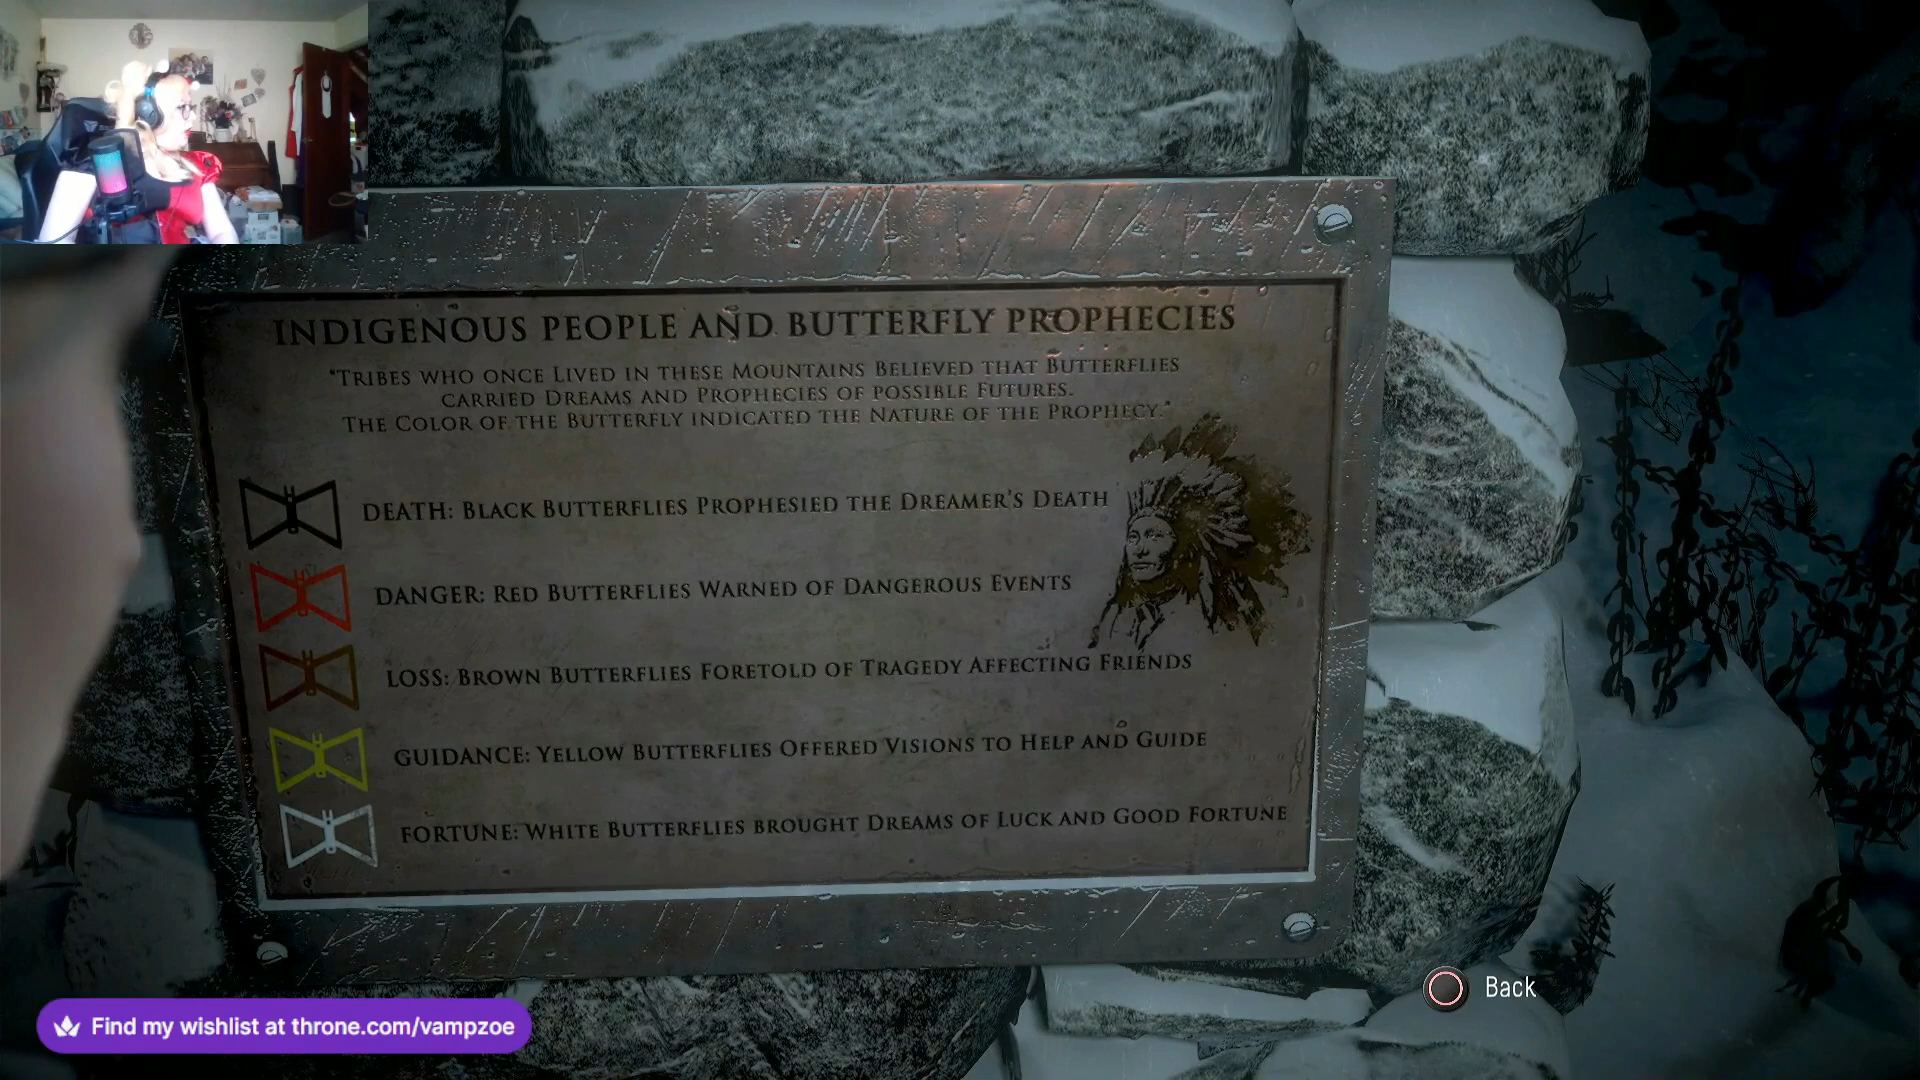 INDIGENOUS PEOPLE AND BUTTERFLY PROPHECIES
"TRIBES WHO ONCE LIVED IN THESE MOUNTAINS BELIEVED THAT BUTTERFLIES
CARRIED DREAMS AND PROPHECIES OF POSSIBLE FUTURES.
THE COLOR OF THE BUTTERFLY INDICATED THE NATURE OF THE PROPHECY."
DEATH: BLACK BUTTERFLIES PROPHESIED THE DREAMER'S DEATH
DANGER: RED BUTTERFLIES WARNED OF DANGEROUS EVENTS
LOSS: BROWN BUTTERFLIES FORETOLD OF TRAGEDY AFFECTING FRIENDS
GUIDANCE: YELLOW BUTTERFLIES OFFERED VISIONS TO HELP AND GUIDE
FORTUNE: WHITE BUTTERFLIES BROUGHT DREAMS OF LUCK AND GOOD FORTUNE
Back
Find my wishlist at throne.com/vampzoe